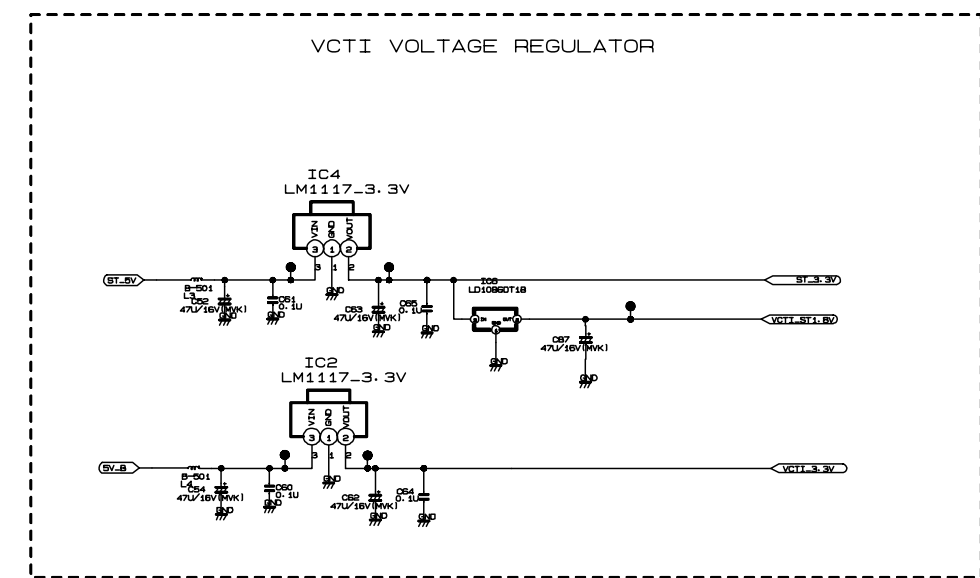 VCTI VOLTAGE REGULATOR
IC4
LM1117_3.3V
VIN GND VOUT
3 1 2
3 1 2
ST_5V
B-501
L3
C52
47U/16V(MVK)
GND
C61
0.1U
GND
GND
C63
47U/16V(MVK)
GND
C65
0.1U
GND
ST_3.3V
LD1086DT18
IN GND OUT
GND
C87
47U/16V(MVK)
GND
VCTI_ST1.8V
IC2
LM1117_3.3V
VIN GND VOUT
3 1 2
3 1 2
5V_B
B-501
L4
C54
47U/16V(MVK)
GND
C60
0.1U
GND
GND
C62
47U/16V(MVK)
GND
C64
0.1U
GND
VCTI_3.3V